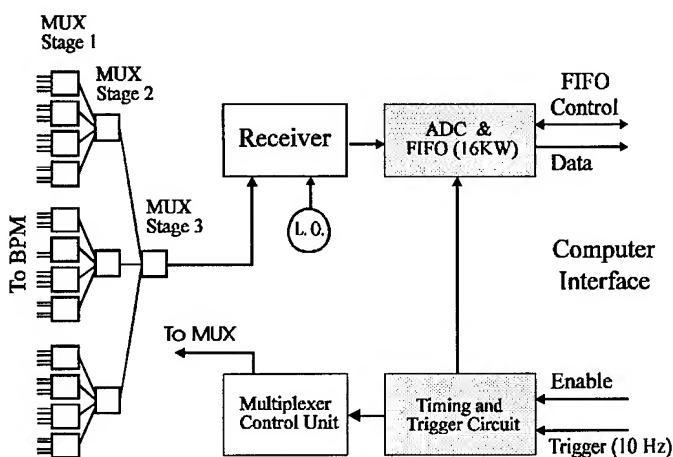 MUX
Stage 1
MUX
Stage 2
MUX
Stage 3
To BPM
Receiver
L. O.
ADC &
FIFO (16KW)
FIFO
Control
Data
Computer
Interface
To MUX
Multiplexer
Control Unit
Timing and
Trigger Circuit
Enable
Trigger (10 Hz)